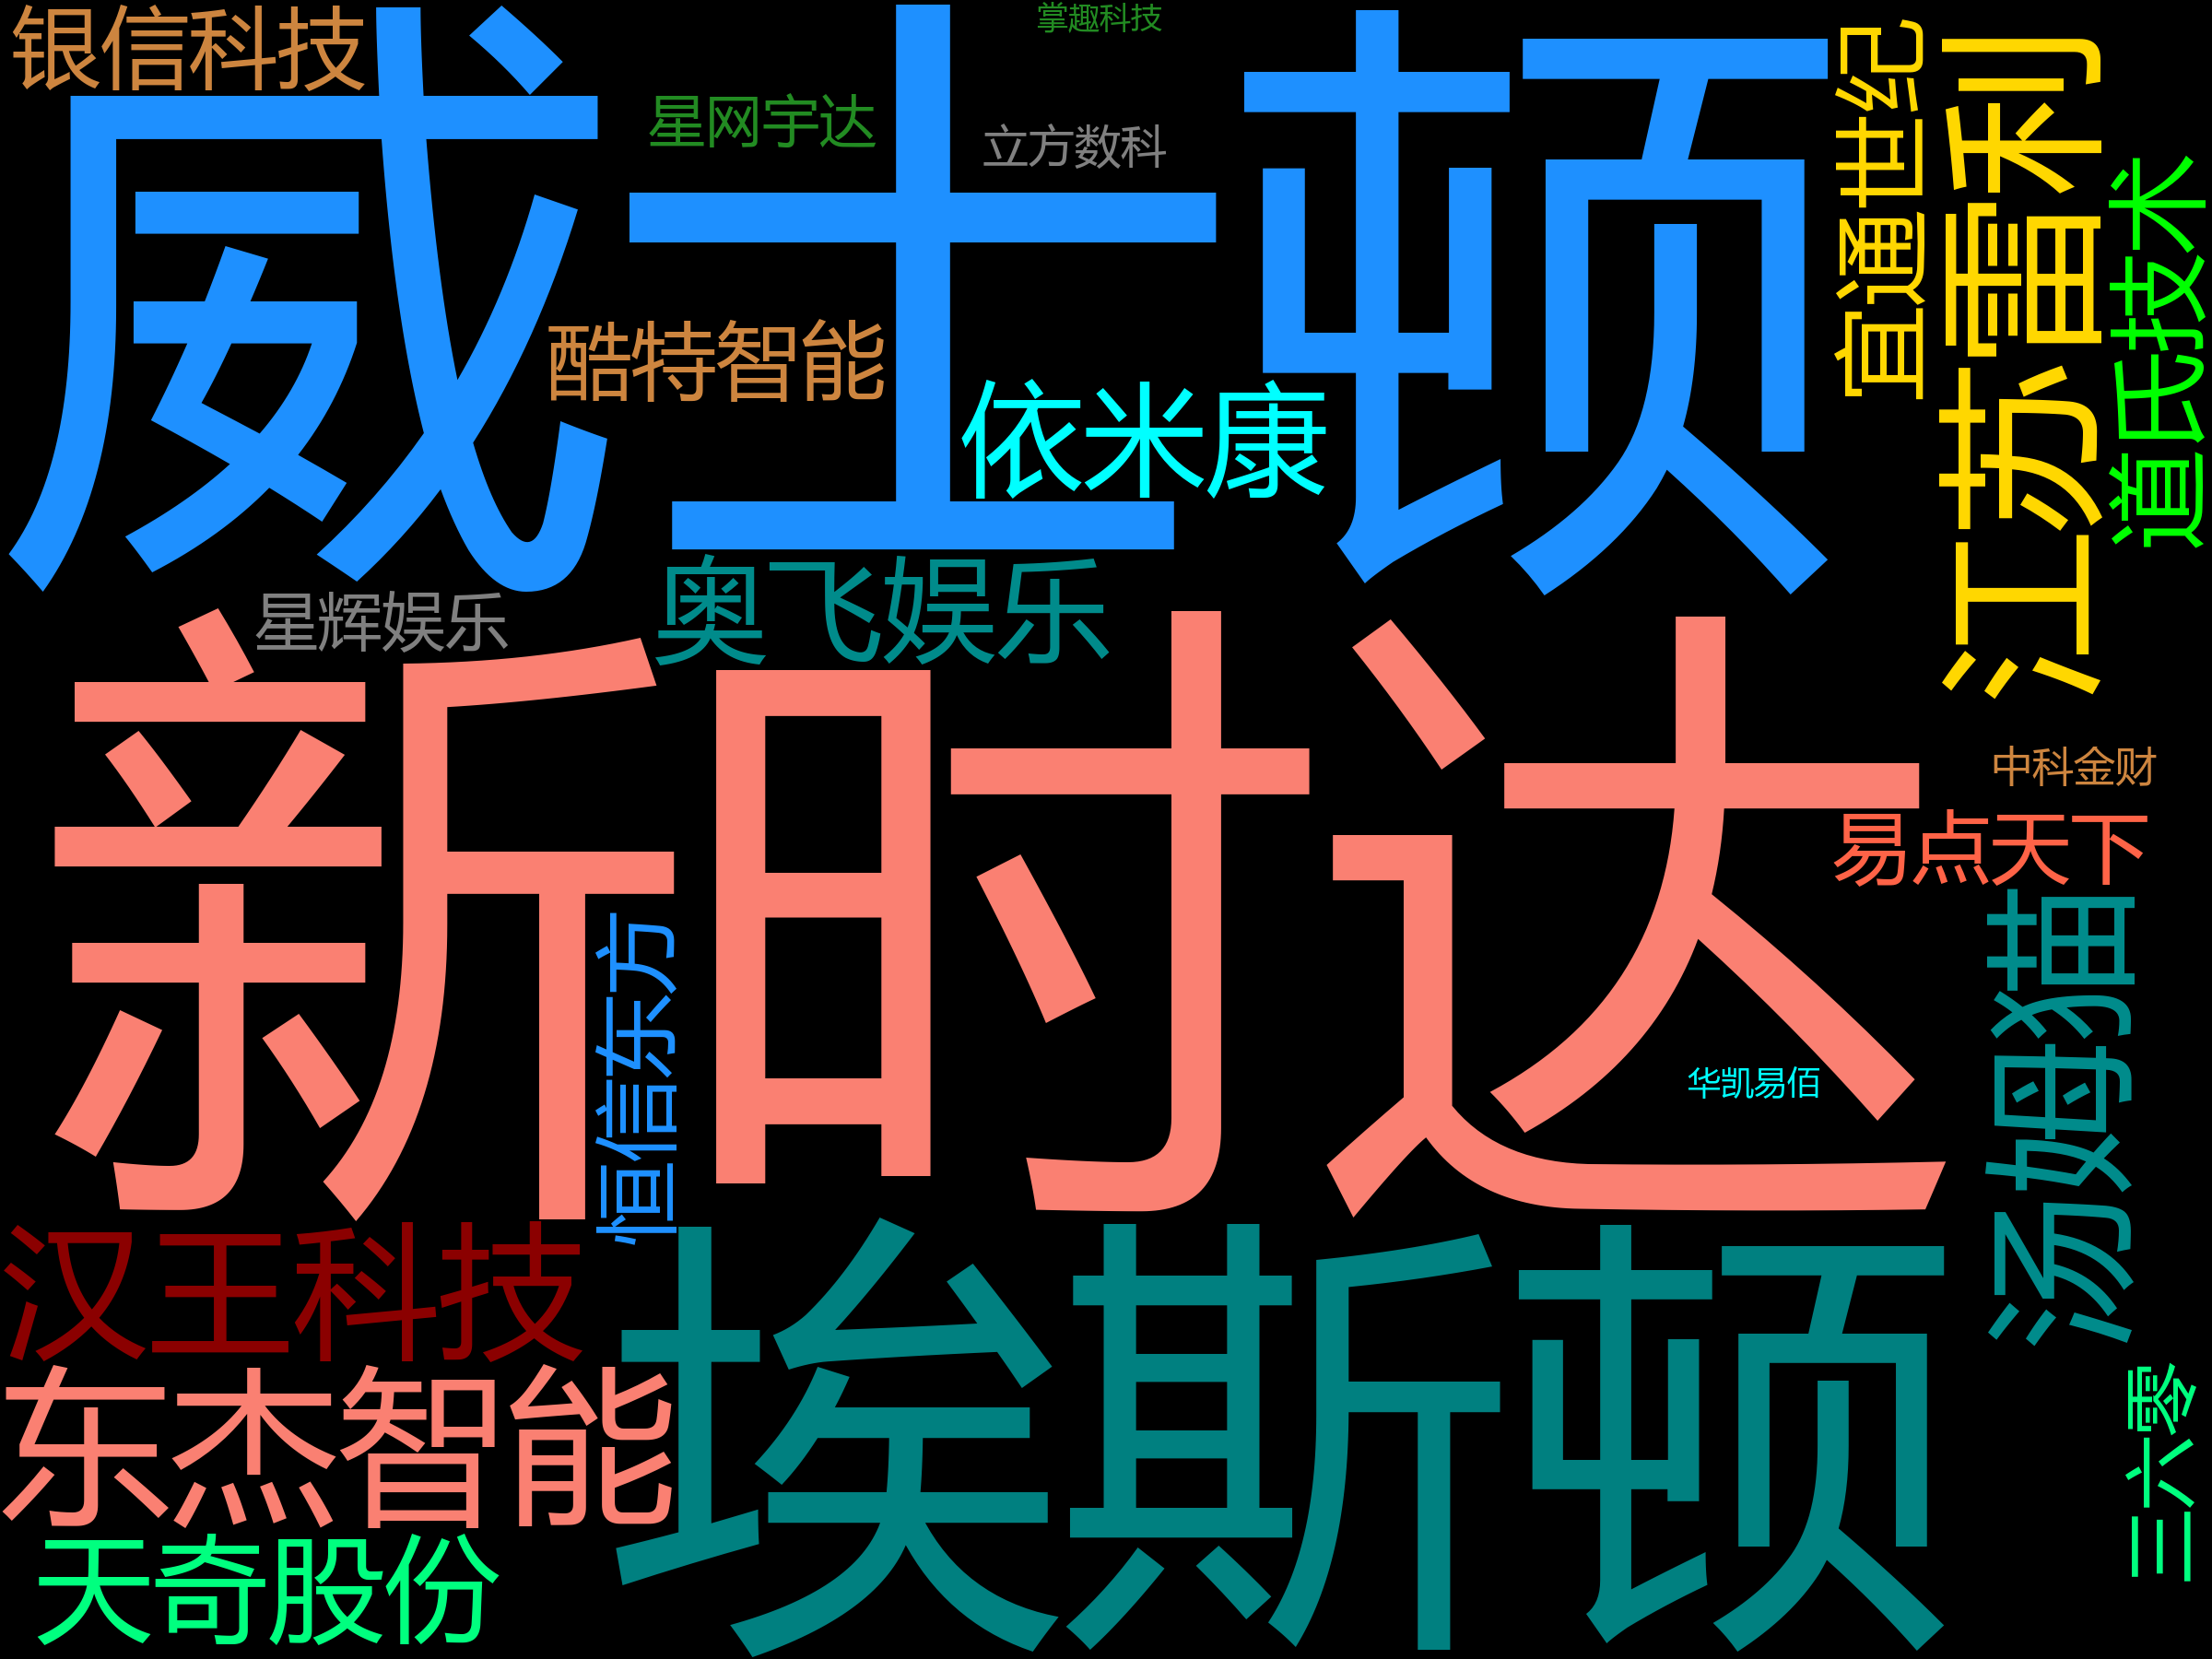 银信科技
墨数科技
星网宇达
立方数科
威士顿
宣通世纪
江苏雷利
道氏技术
酷特智能
依米康
奥飞娱乐
星辉娱乐
新时达
中科金财
易点天下
恒信东方
汤姆猫
华凯易佰
汉王科技
埃斯顿
东杰智能
三六零
天奇股份